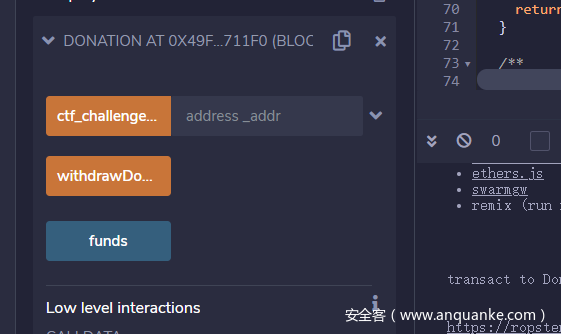 DONATION AT 0X49F...711F0 (BLOC
ctf_challenge...
address _addr
withdrawDo...
funds
Low level interactions
CALLDATA
70
return
71
}
72
73
/**
74
0
ethers.js
swarmgw
remix (run
transact to Do
https://ropste
安全客（www.anquanke.com）